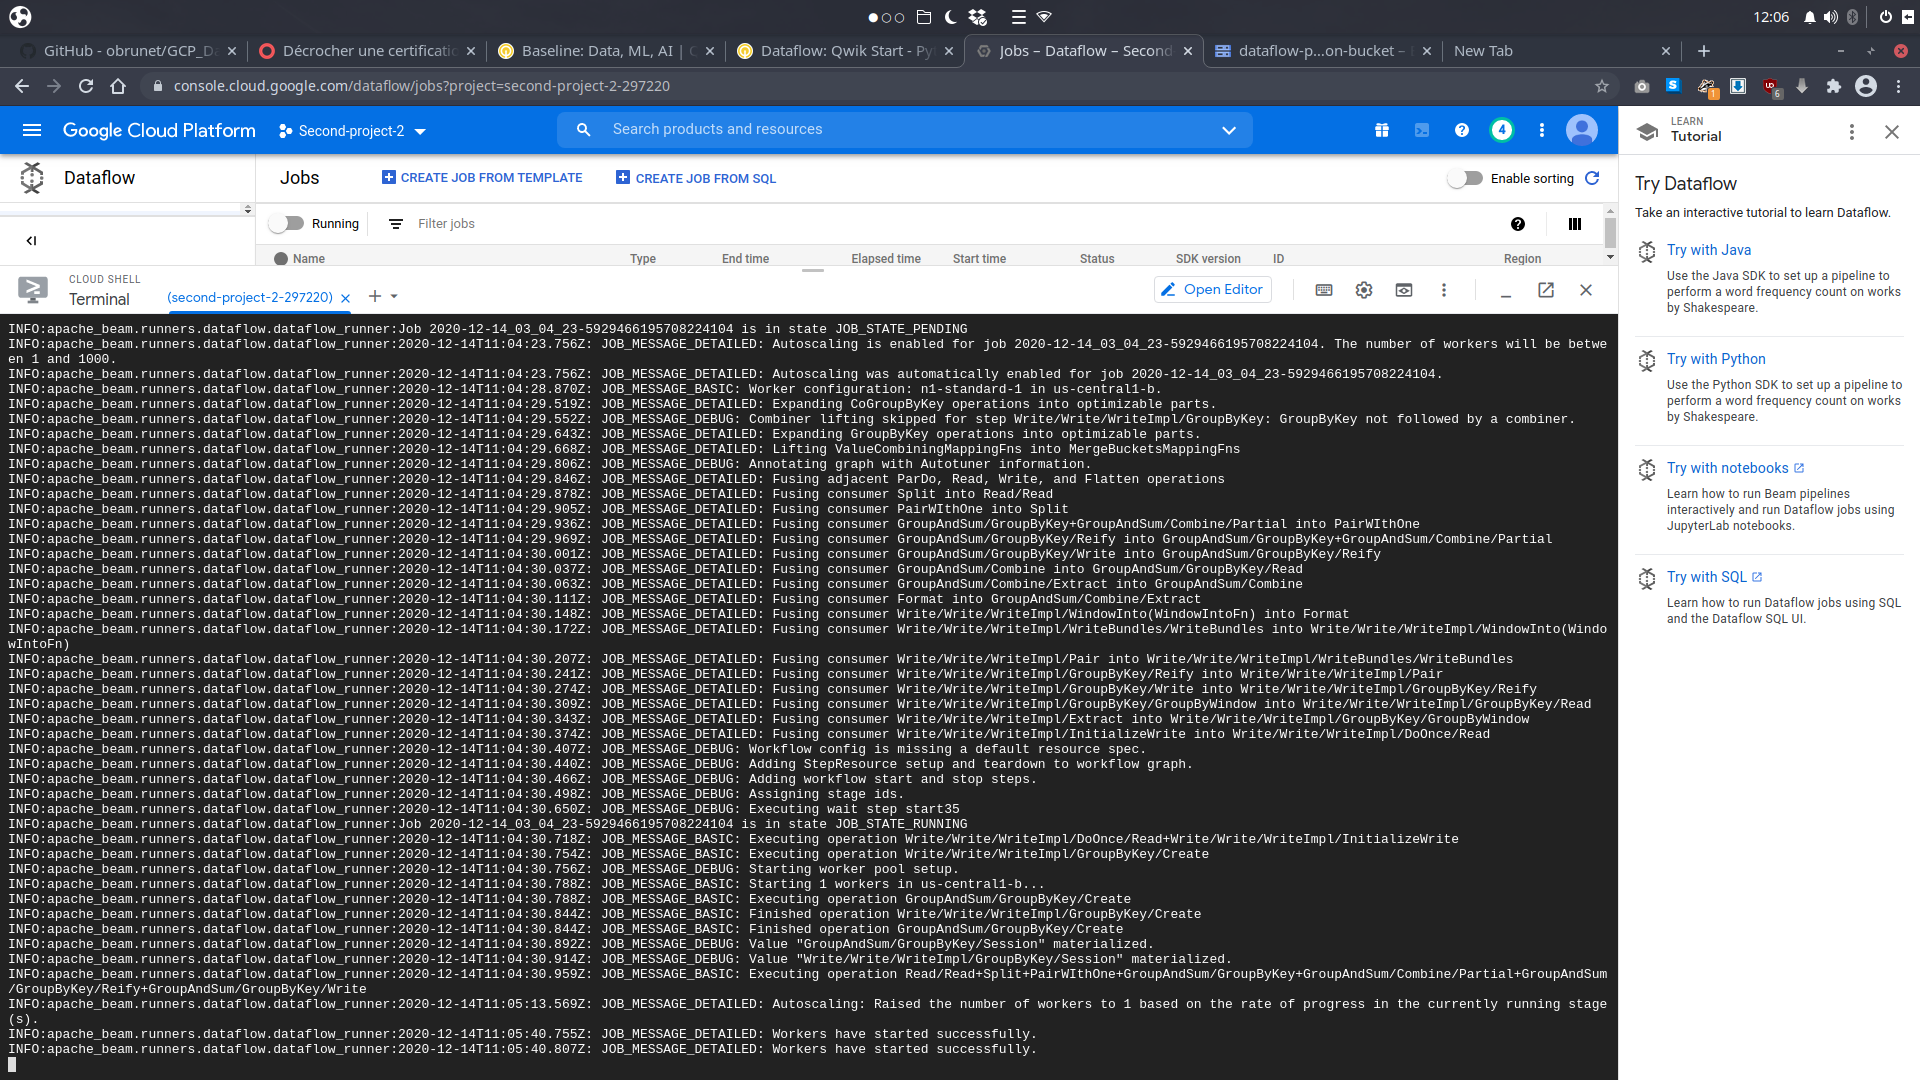 12:06
GitHub - obrunet/GCP_Da
Décrocher une certificatio
Baseline: Data, ML, AI | Q
Dataflow: Qwik Start - Pyt
Jobs – Dataflow – Second
dataflow-p...on-bucket –
New Tab
console.cloud.google.com/dataflow/jobs?project=second-project-2-297220
Google Cloud Platform
Second-project-2
Search products and resources
4
LEARN
Tutorial
Dataflow
Jobs
CREATE JOB FROM TEMPLATE
CREATE JOB FROM SQL
Enable sorting
Running
Filter jobs
Name Type End time Elapsed time Start time Status SDK version ID Region
CLOUD SHELL
Terminal
(second-project-2-297220)
Open Editor
INFO:apache_beam.runners.dataflow.dataflow_runner:Job 2020-12-14_03_04_23-5929466195708224104 is in state JOB_STATE_PENDING
INFO:apache_beam.runners.dataflow.dataflow_runner:2020-12-14T11:04:23.756Z: JOB_MESSAGE_DETAILED: Autoscaling is enabled for job 2020-12-14_03_04_23-5929466195708224104. The number of workers will be betwe
en 1 and 1000.
INFO:apache_beam.runners.dataflow.dataflow_runner:2020-12-14T11:04:23.756Z: JOB_MESSAGE_DETAILED: Autoscaling was automatically enabled for job 2020-12-14_03_04_23-5929466195708224104.
INFO:apache_beam.runners.dataflow.dataflow_runner:2020-12-14T11:04:28.870Z: JOB_MESSAGE_BASIC: Worker configuration: n1-standard-1 in us-central1-b.
INFO:apache_beam.runners.dataflow.dataflow_runner:2020-12-14T11:04:29.519Z: JOB_MESSAGE_DETAILED: Expanding CoGroupByKey operations into optimizable parts.
INFO:apache_beam.runners.dataflow.dataflow_runner:2020-12-14T11:04:29.552Z: JOB_MESSAGE_DEBUG: Combiner lifting skipped for step Write/Write/WriteImpl/GroupByKey: GroupByKey not followed by a combiner.
INFO:apache_beam.runners.dataflow.dataflow_runner:2020-12-14T11:04:29.643Z: JOB_MESSAGE_DETAILED: Expanding GroupByKey operations into optimizable parts.
INFO:apache_beam.runners.dataflow.dataflow_runner:2020-12-14T11:04:29.668Z: JOB_MESSAGE_DETAILED: Lifting ValueCombiningMappingFns into MergeBucketsMappingFns
INFO:apache_beam.runners.dataflow.dataflow_runner:2020-12-14T11:04:29.806Z: JOB_MESSAGE_DEBUG: Annotating graph with Autotuner information.
INFO:apache_beam.runners.dataflow.dataflow_runner:2020-12-14T11:04:29.846Z: JOB_MESSAGE_DETAILED: Fusing adjacent ParDo, Read, Write, and Flatten operations
INFO:apache_beam.runners.dataflow.dataflow_runner:2020-12-14T11:04:29.878Z: JOB_MESSAGE_DETAILED: Fusing consumer Split into Read/Read
INFO:apache_beam.runners.dataflow.dataflow_runner:2020-12-14T11:04:29.905Z: JOB_MESSAGE_DETAILED: Fusing consumer PairWIthOne into Split
INFO:apache_beam.runners.dataflow.dataflow_runner:2020-12-14T11:04:29.936Z: JOB_MESSAGE_DETAILED: Fusing consumer GroupAndSum/GroupByKey+GroupAndSum/Combine/Partial into PairWIthOne
INFO:apache_beam.runners.dataflow.dataflow_runner:2020-12-14T11:04:29.969Z: JOB_MESSAGE_DETAILED: Fusing consumer GroupAndSum/GroupByKey/Reify into GroupAndSum/GroupByKey+GroupAndSum/Combine/Partial
INFO:apache_beam.runners.dataflow.dataflow_runner:2020-12-14T11:04:30.001Z: JOB_MESSAGE_DETAILED: Fusing consumer GroupAndSum/GroupByKey/Write into GroupAndSum/GroupByKey/Reify
INFO:apache_beam.runners.dataflow.dataflow_runner:2020-12-14T11:04:30.037Z: JOB_MESSAGE_DETAILED: Fusing consumer GroupAndSum/Combine into GroupAndSum/GroupByKey/Read
INFO:apache_beam.runners.dataflow.dataflow_runner:2020-12-14T11:04:30.063Z: JOB_MESSAGE_DETAILED: Fusing consumer GroupAndSum/Combine/Extract into GroupAndSum/Combine
INFO:apache_beam.runners.dataflow.dataflow_runner:2020-12-14T11:04:30.111Z: JOB_MESSAGE_DETAILED: Fusing consumer Format into GroupAndSum/Combine/Extract
INFO:apache_beam.runners.dataflow.dataflow_runner:2020-12-14T11:04:30.148Z: JOB_MESSAGE_DETAILED: Fusing consumer Write/Write/WriteImpl/WindowInto(WindowIntoFn) into Format
INFO:apache_beam.runners.dataflow.dataflow_runner:2020-12-14T11:04:30.172Z: JOB_MESSAGE_DETAILED: Fusing consumer Write/Write/WriteImpl/WriteBundles/WriteBundles into Write/Write/WriteImpl/WindowInto(Windo
wIntoFn)
INFO:apache_beam.runners.dataflow.dataflow_runner:2020-12-14T11:04:30.207Z: JOB_MESSAGE_DETAILED: Fusing consumer Write/Write/WriteImpl/Pair into Write/Write/WriteImpl/WriteBundles/WriteBundles
INFO:apache_beam.runners.dataflow.dataflow_runner:2020-12-14T11:04:30.241Z: JOB_MESSAGE_DETAILED: Fusing consumer Write/Write/WriteImpl/GroupByKey/Reify into Write/Write/WriteImpl/Pair
INFO:apache_beam.runners.dataflow.dataflow_runner:2020-12-14T11:04:30.274Z: JOB_MESSAGE_DETAILED: Fusing consumer Write/Write/WriteImpl/GroupByKey/Write into Write/Write/WriteImpl/GroupByKey/Reify
INFO:apache_beam.runners.dataflow.dataflow_runner:2020-12-14T11:04:30.309Z: JOB_MESSAGE_DETAILED: Fusing consumer Write/Write/WriteImpl/GroupByKey/GroupByWindow into Write/Write/WriteImpl/GroupByKey/Read
INFO:apache_beam.runners.dataflow.dataflow_runner:2020-12-14T11:04:30.343Z: JOB_MESSAGE_DETAILED: Fusing consumer Write/Write/WriteImpl/Extract into Write/Write/WriteImpl/GroupByKey/GroupByWindow
INFO:apache_beam.runners.dataflow.dataflow_runner:2020-12-14T11:04:30.374Z: JOB_MESSAGE_DETAILED: Fusing consumer Write/Write/WriteImpl/InitializeWrite into Write/Write/WriteImpl/DoOnce/Read
INFO:apache_beam.runners.dataflow.dataflow_runner:2020-12-14T11:04:30.407Z: JOB_MESSAGE_DEBUG: Workflow config is missing a default resource spec.
INFO:apache_beam.runners.dataflow.dataflow_runner:2020-12-14T11:04:30.440Z: JOB_MESSAGE_DEBUG: Adding StepResource setup and teardown to workflow graph.
INFO:apache_beam.runners.dataflow.dataflow_runner:2020-12-14T11:04:30.466Z: JOB_MESSAGE_DEBUG: Adding workflow start and stop steps.
INFO:apache_beam.runners.dataflow.dataflow_runner:2020-12-14T11:04:30.498Z: JOB_MESSAGE_DEBUG: Assigning stage ids.
INFO:apache_beam.runners.dataflow.dataflow_runner:2020-12-14T11:04:30.650Z: JOB_MESSAGE_DEBUG: Executing wait step start35
INFO:apache_beam.runners.dataflow.dataflow_runner:Job 2020-12-14_03_04_23-5929466195708224104 is in state JOB_STATE_RUNNING
INFO:apache_beam.runners.dataflow.dataflow_runner:2020-12-14T11:04:30.718Z: JOB_MESSAGE_BASIC: Executing operation Write/Write/WriteImpl/DoOnce/Read+Write/Write/WriteImpl/InitializeWrite
INFO:apache_beam.runners.dataflow.dataflow_runner:2020-12-14T11:04:30.754Z: JOB_MESSAGE_BASIC: Executing operation Write/Write/WriteImpl/GroupByKey/Create
INFO:apache_beam.runners.dataflow.dataflow_runner:2020-12-14T11:04:30.756Z: JOB_MESSAGE_DEBUG: Starting worker pool setup.
INFO:apache_beam.runners.dataflow.dataflow_runner:2020-12-14T11:04:30.788Z: JOB_MESSAGE_BASIC: Starting 1 workers in us-central1-b...
INFO:apache_beam.runners.dataflow.dataflow_runner:2020-12-14T11:04:30.788Z: JOB_MESSAGE_BASIC: Executing operation GroupAndSum/GroupByKey/Create
INFO:apache_beam.runners.dataflow.dataflow_runner:2020-12-14T11:04:30.844Z: JOB_MESSAGE_BASIC: Finished operation Write/Write/WriteImpl/GroupByKey/Create
INFO:apache_beam.runners.dataflow.dataflow_runner:2020-12-14T11:04:30.844Z: JOB_MESSAGE_BASIC: Finished operation GroupAndSum/GroupByKey/Create
INFO:apache_beam.runners.dataflow.dataflow_runner:2020-12-14T11:04:30.892Z: JOB_MESSAGE_DEBUG: Value "GroupAndSum/GroupByKey/Session" materialized.
INFO:apache_beam.runners.dataflow.dataflow_runner:2020-12-14T11:04:30.914Z: JOB_MESSAGE_DEBUG: Value "Write/Write/WriteImpl/GroupByKey/Session" materialized.
INFO:apache_beam.runners.dataflow.dataflow_runner:2020-12-14T11:04:30.959Z: JOB_MESSAGE_BASIC: Executing operation Read/Read+Split+PairWIthOne+GroupAndSum/GroupByKey+GroupAndSum/Combine/Partial+GroupAndSum
/GroupByKey/Reify+GroupAndSum/GroupByKey/Write
INFO:apache_beam.runners.dataflow.dataflow_runner:2020-12-14T11:05:13.569Z: JOB_MESSAGE_DETAILED: Autoscaling: Raised the number of workers to 1 based on the rate of progress in the currently running stage
(s).
INFO:apache_beam.runners.dataflow.dataflow_runner:2020-12-14T11:05:40.755Z: JOB_MESSAGE_DETAILED: Workers have started successfully.
INFO:apache_beam.runners.dataflow.dataflow_runner:2020-12-14T11:05:40.807Z: JOB_MESSAGE_DETAILED: Workers have started successfully.
Try Dataflow
Take an interactive tutorial to learn Dataflow.
Try with Java
Use the Java SDK to set up a pipeline to
perform a word frequency count on works
by Shakespeare.
Try with Python
Use the Python SDK to set up a pipeline to
perform a word frequency count on works
by Shakespeare.
Try with notebooks
Learn how to run Beam pipelines
interactively and run Dataflow jobs using
JupyterLab notebooks.
Try with SQL
Learn how to run Dataflow jobs using SQL
and the Dataflow SQL UI.